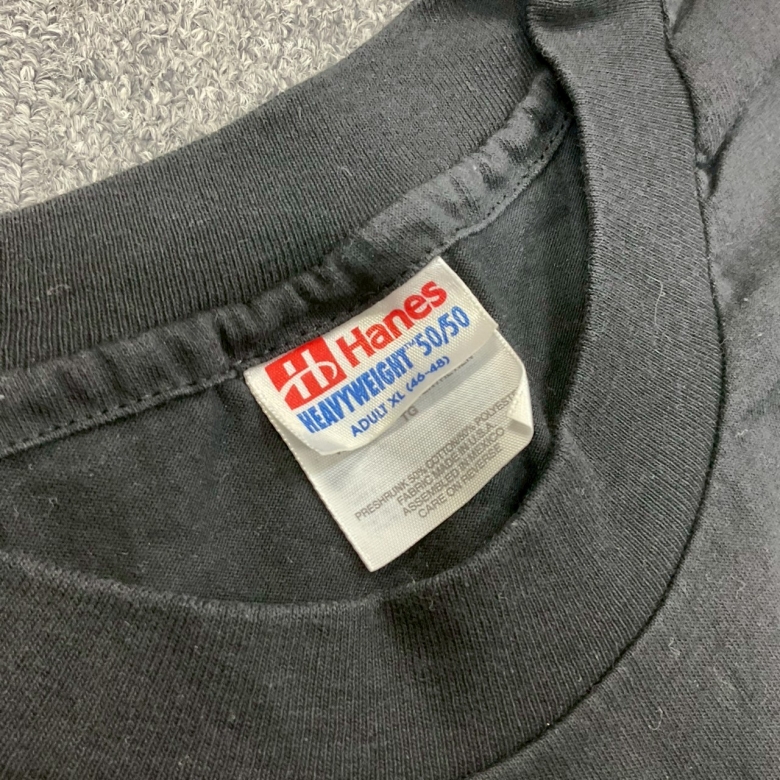 Hanes
HEAVYWEIGHT™ 50/50
ADULT XL (46-48)
TG
PRESHRUNK 50% COTTON/50%
FABRIC MADE IN U.S.A.
ASSEMBLED IN MEXICO
CARE ON REVERSE